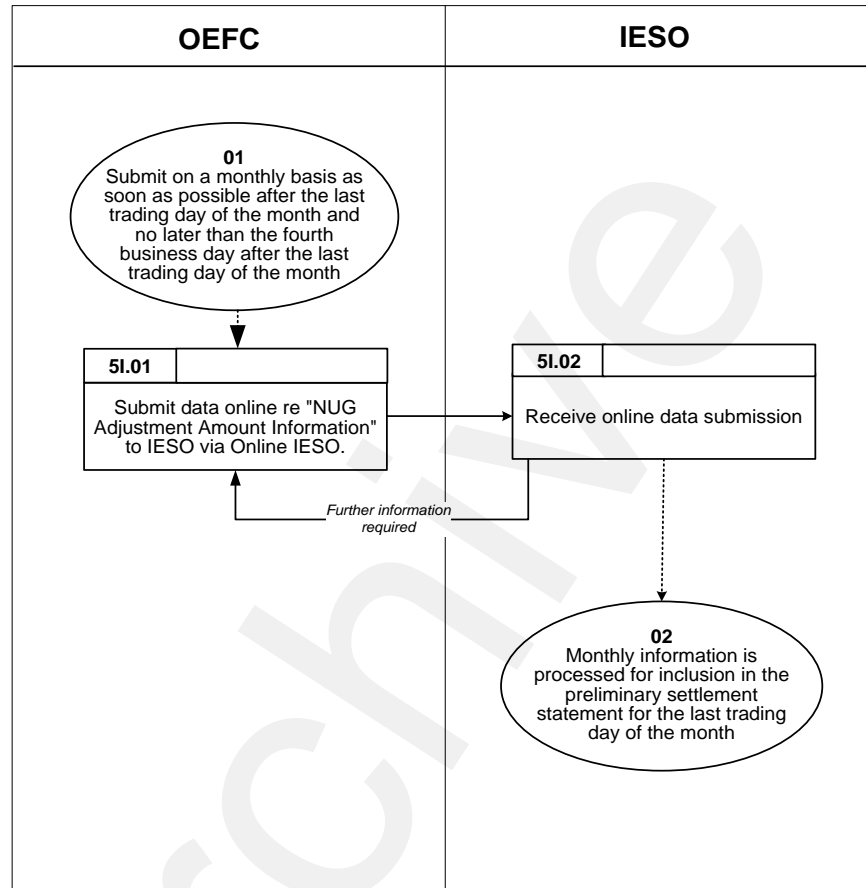 OEFC
IESO
01
Submit on a monthly basis as
soon as possible after the last
trading day of the month and
no later than the fourth
business day after the last
trading day of the month
5I.01
Submit data online re "NUG
Adjustment Amount Information"
to IESO via Online IESO.
5I.02
Receive online data submission
Further information
required
02
Monthly information is
processed for inclusion in the
preliminary settlement
statement for the last trading
day of the month